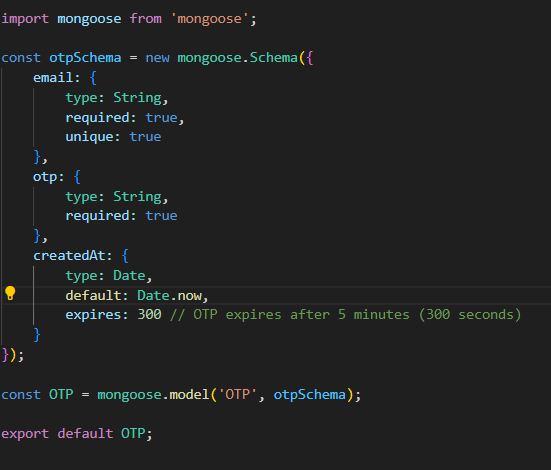 import mongoose from 'mongoose';
const otpSchema = new mongoose.Schema({
    email: {
        type: String,
        required: true,
        unique: true
    },
    otp: {
        type: String,
        required: true
    },
    createdAt: {
        type: Date,
        default: Date.now,
        expires: 300 // OTP expires after 5 minutes (300 seconds)
    }
});
const OTP = mongoose.model('OTP', otpSchema);
export default OTP;